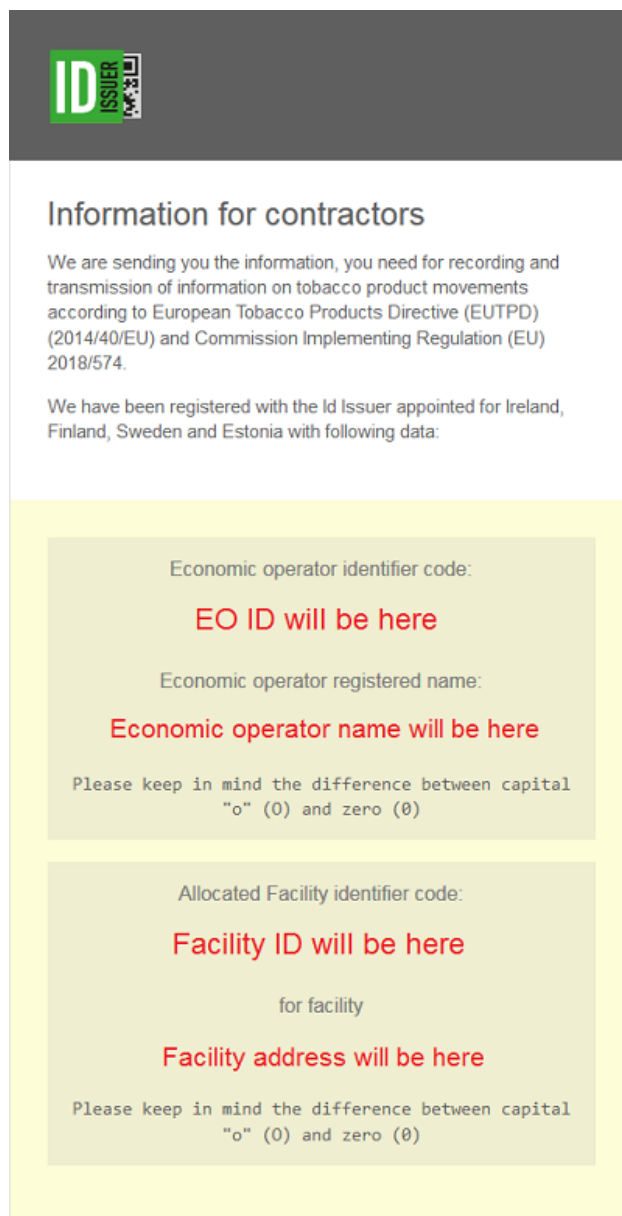 ID ISSUER
Information for contractors
We are sending you the information, you need for recording and
transmission of information on tobacco product movements
according to European Tobacco Products Directive (EUTPD)
(2014/40/EU) and Commission Implementing Regulation (EU)
2018/574.
We have been registered with the Id Issuer appointed for Ireland,
Finland, Sweden and Estonia with following data:
Economic operator identifier code:
EO ID will be here
Economic operator registered name:
Economic operator name will be here
Please keep in mind the difference between capital
"o" (O) and zero (0)
Allocated Facility identifier code:
Facility ID will be here
for facility
Facility address will be here
Please keep in mind the difference between capital
"o" (O) and zero (0)